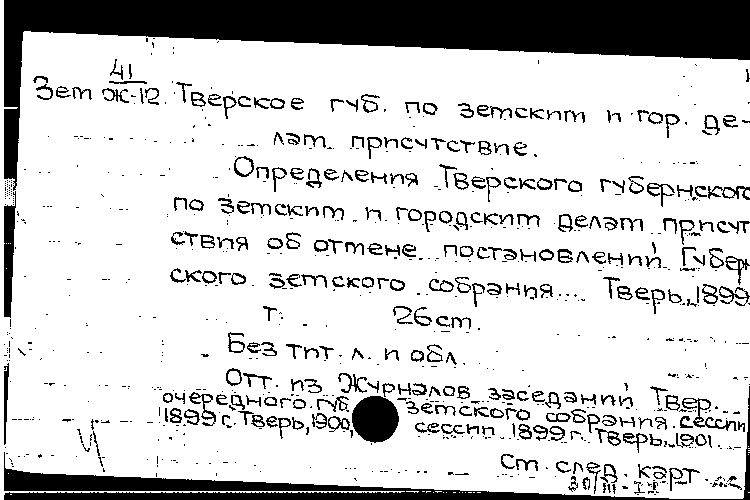 41
Зем ОЖ-12. Тверское губ. по земским и гор. де-
лам присутствие.
Определения Тверского губернского
по земским и городским делам присут
ствия об отмене постановлений Губерн
ского земского собрания... Тверь, 1899.
т. 26 см.
Без тит. л. и обл.
Отт. из Журналов заседаний Твер.
очередного губ. земского собрания сессии
1899 г. Тверь, 1900, сессии 1899 г. Тверь, 1901.
См. след. карт.